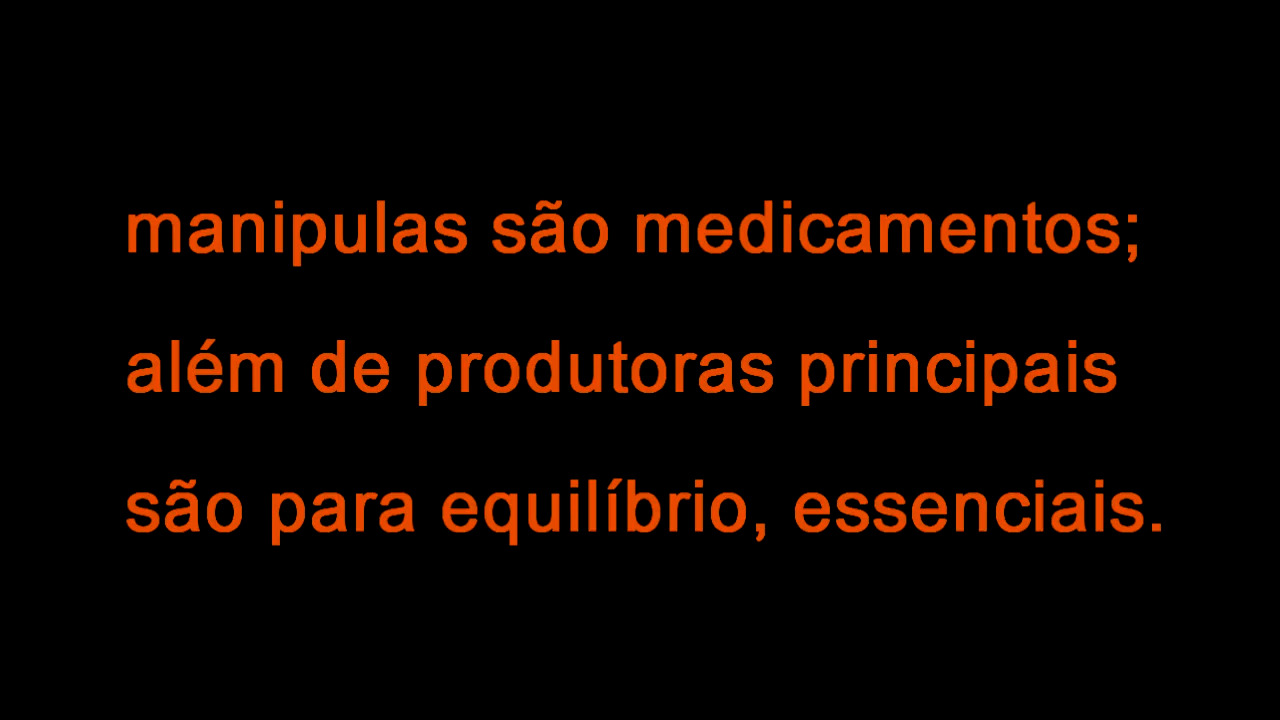 manipulas são medicamentos;
além de produtoras principais
são para equilíbrio, essenciais.